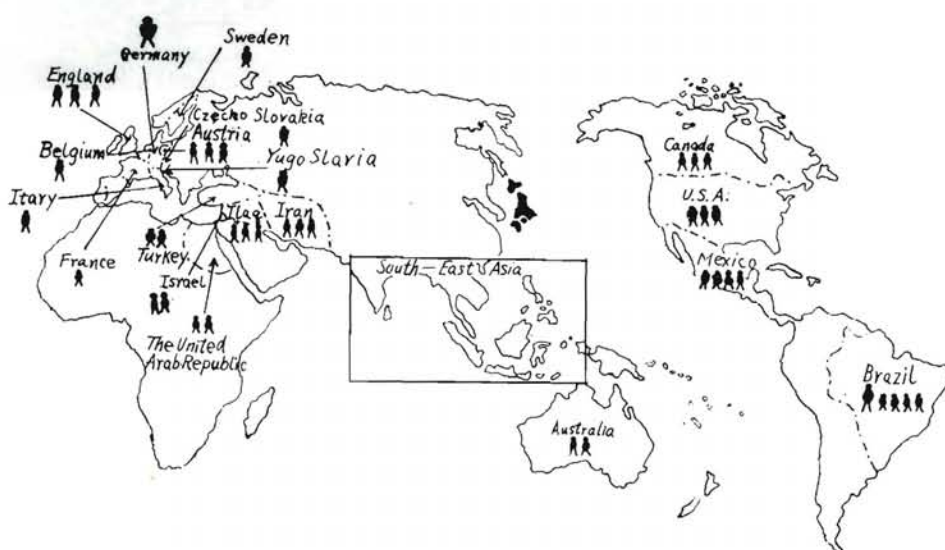 Sweden
Germany
England
Czecho Slovakia
Austria
Belgium
Yugo Slavia
Itary
Ilaq
Iran
Turkey
France
Israel
The United
Arab Republic
South-East Asia
Canada
U.S.A.
Mexico
Brazil
Australia